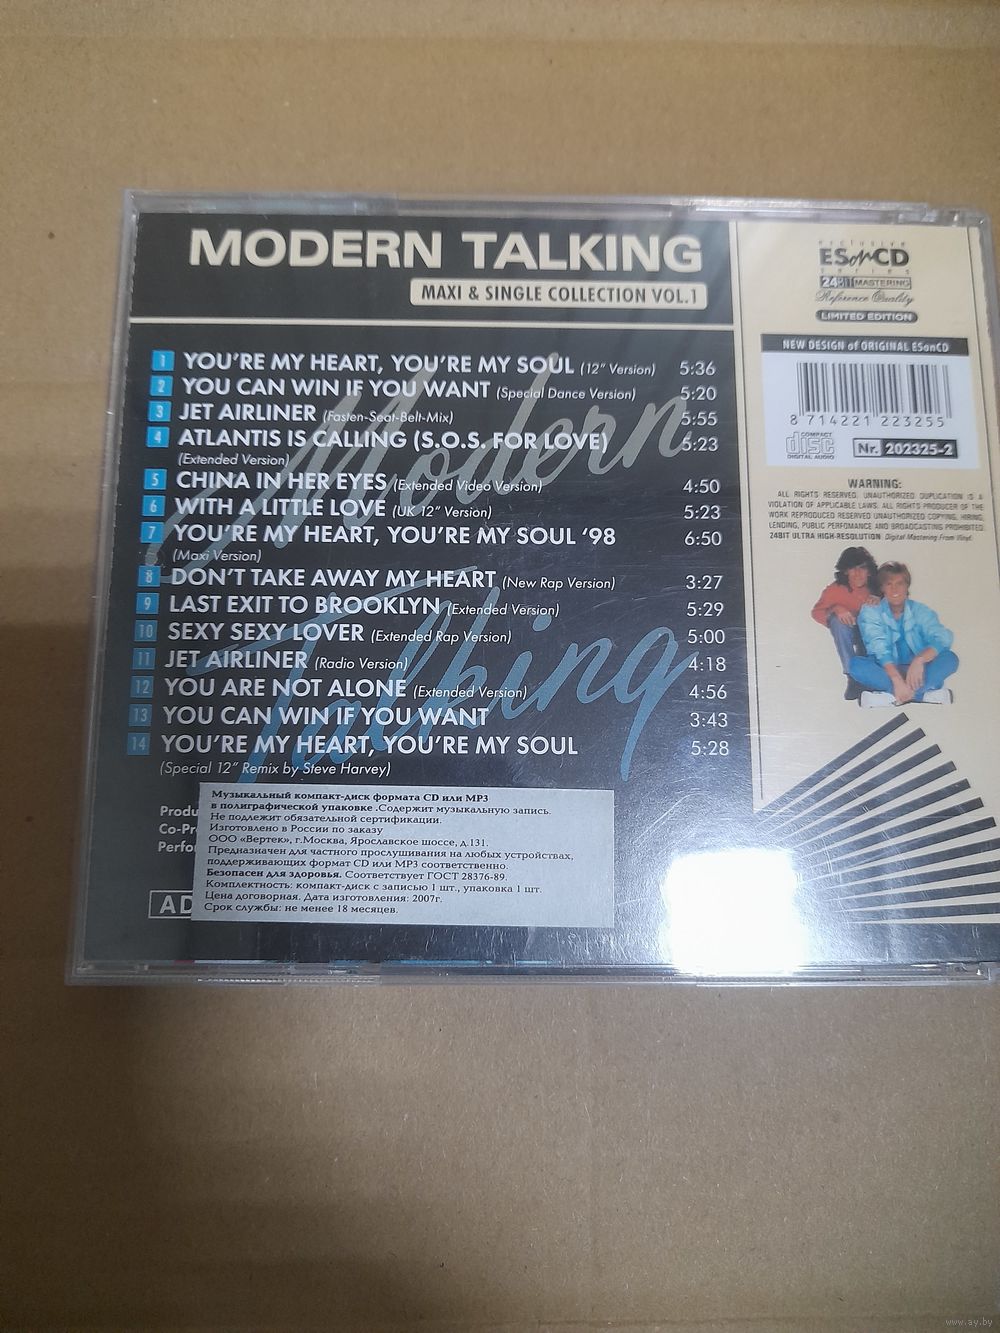 MODERN TALKING
MAXI & SINGLE COLLECTION VOL.1
1 YOU'RE MY HEART, YOU'RE MY SOUL (12" Version) 5:36
2 YOU CAN WIN IF YOU WANT (Special Dance Version) 5:20
3 JET AIRLINER (Fasten-Seat-Belt-Mix) 5:55
4 ATLANTIS IS CALLING (S.O.S. FOR LOVE) 5:23
(Extended Version)
5 CHINA IN HER EYES (Extended Video Version) 4:50
6 WITH A LITTLE LOVE (UK 12" Version) 5:23
7 YOU'RE MY HEART, YOU'RE MY SOUL '98 6:50
(Maxi Version)
8 DON'T TAKE AWAY MY HEART (New Rap Version) 3:27
9 LAST EXIT TO BROOKLYN (Extended Version) 5:29
10 SEXY SEXY LOVER (Extended Rap Version) 5:00
11 JET AIRLINER (Radio Version) 4:18
12 YOU ARE NOT ALONE (Extended Version) 4:56
13 YOU CAN WIN IF YOU WANT 3:43
14 YOU'RE MY HEART, YOU'RE MY SOUL 5:28
(Special 12" Remix by Steve Harvey)
Modern
Talking
Produ
Co-Pr
Perfo
AD
Музыкальный компакт-диск формата CD или MP3
в полиграфической упаковке .Содержит музыкальную запись.
Не подлежит обязательной сертификации.
Изготовлено в России по заказу
ООО «Вертек», г.Москва, Ярославское шоссе, д.131.
Предназначен для частного прослушивания на любых устройствах,
поддерживающих формат CD или MP3 соответственно.
Безопасен для здоровья. Соответствует ГОСТ 28376-89.
Комплектность: компакт-диск с записью 1 шт., упаковка 1 шт.
Цена договорная. Дата изготовления: 2007г.
Срок службы: не менее 18 месяцев.
exclusive
ESonCD
series
24BIT MASTERING
Reference Quality
LIMITED EDITION
NEW DESIGN of ORIGINAL ESonCD
8 714221 223255
COMPACT
disc
DIGITAL AUDIO
Nr. 202325-2
WARNING:
ALL RIGHTS RESERVED. UNAUTHORIZED DUPLICATION IS A
VIOLATION OF APPLICABLE LAWS. ALL RIGHTS PRODUCER OF THE
WORK REPRODUCED RESERVED UNAUTHORIZED COPYING, HIRING,
LENDING, PUBLIC PERFOMANCE AND BROADCASTING PROHIBITED.
24BIT ULTRA HIGH-RESOLUTION Digital Mastering From Vinyl.
www.ay.by